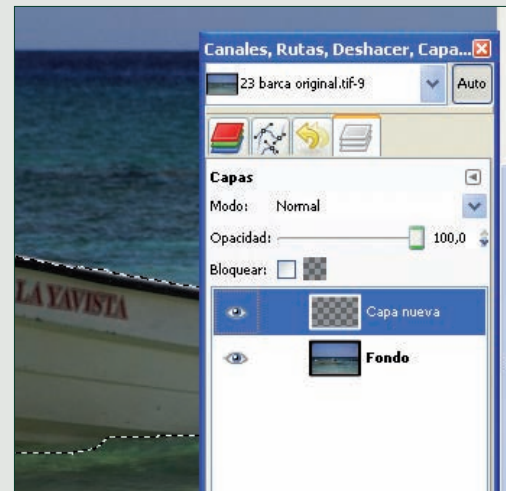 Canales, Rutas, Deshacer, Capa...
23 barca original.tif-9
Auto
Capas
Modo: Normal
Opacidad: 100,0
Bloquear:
LA YAVISTA
Capa nueva
Fondo